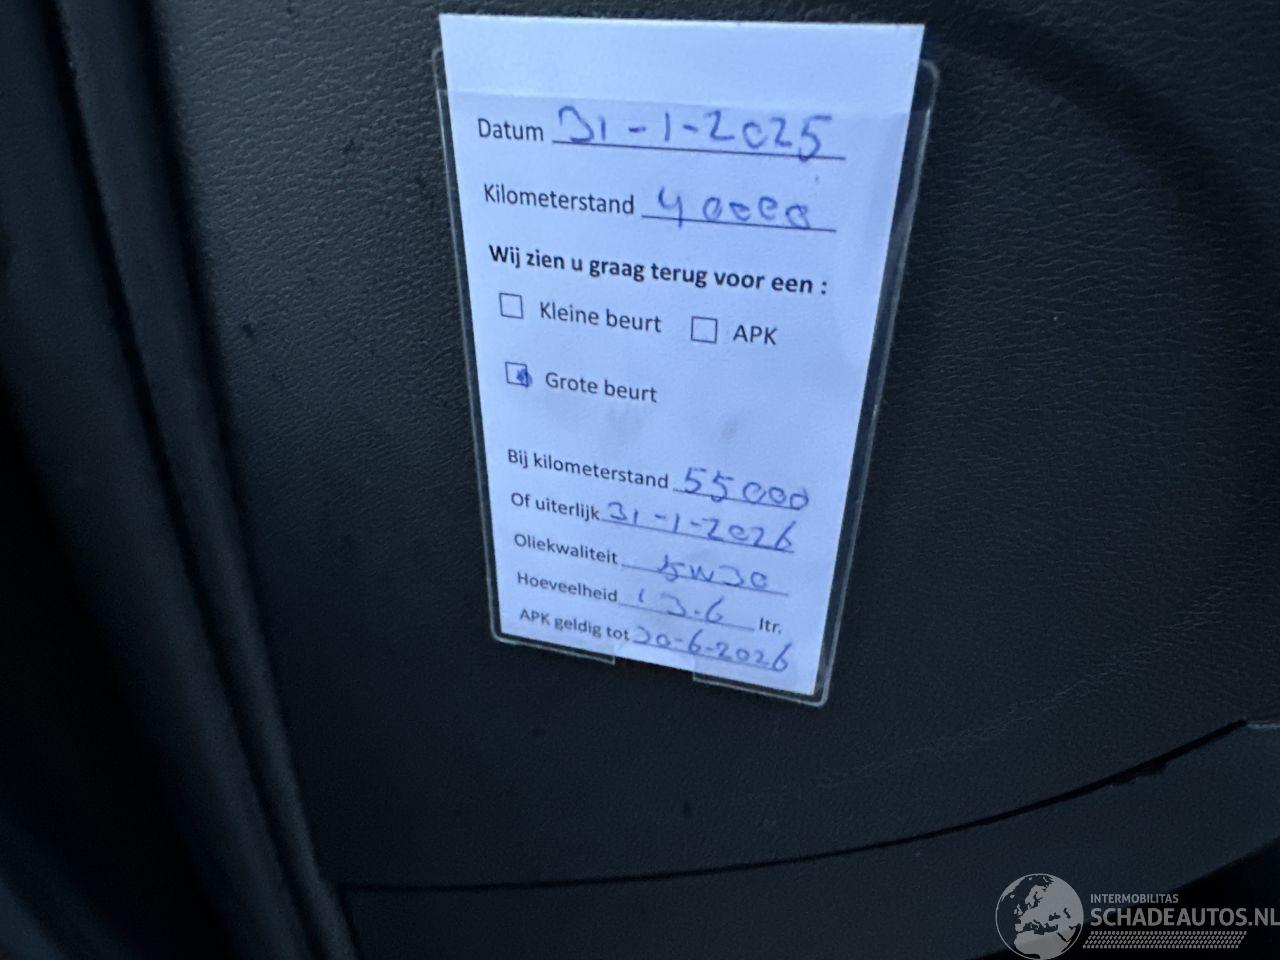 Datum 31-1-2025
Kilometerstand 40000
Wij zien u graag terug voor een :
Kleine beurt APK
Grote beurt
Bij kilometerstand 55000
Of uiterlijk 31-1-2026
Oliekwaliteit 5W30
Hoeveelheid 3.6 ltr.
APK geldig tot 20-6-2026
INTERMOBILITAS
SCHADEAUTOS.NL